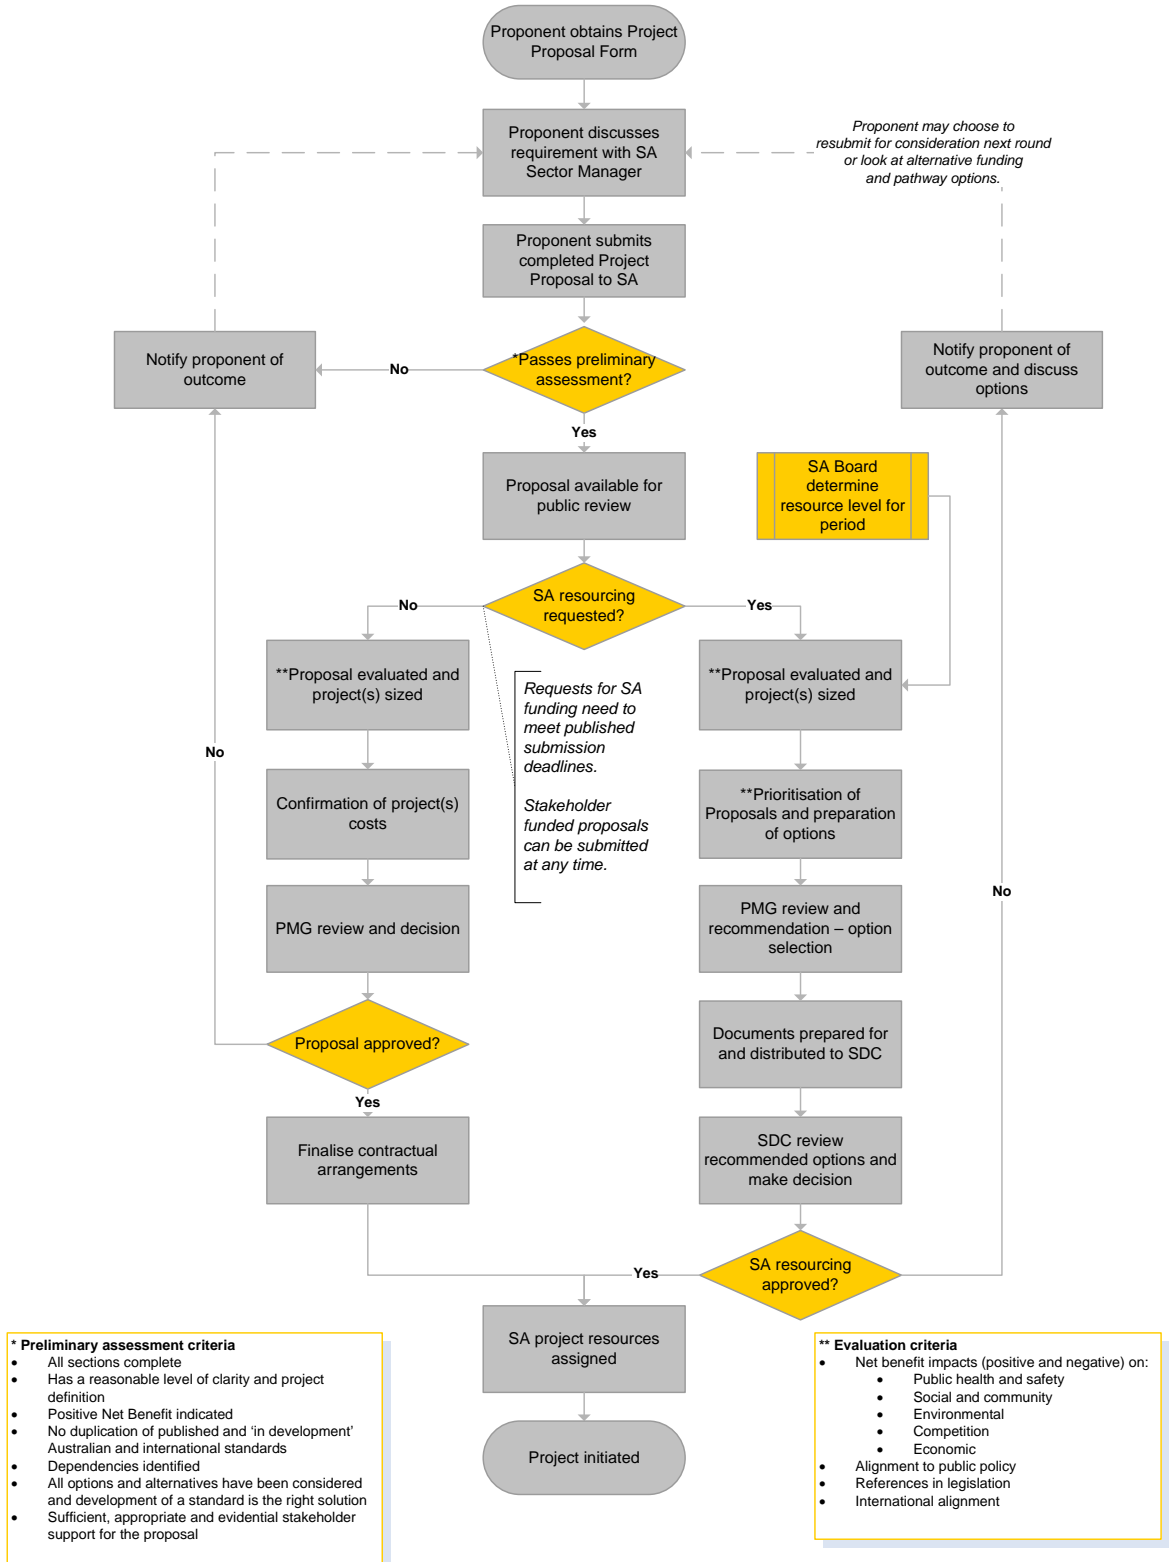 Proponent obtains Project
Proposal Form
Proponent discusses
requirement with SA
Sector Manager
Proponent may choose to
resubmit for consideration next round
or look at alternative funding
and pathway options.
Proponent submits
completed Project
Proposal to SA
Notify proponent of
outcome
No
*Passes preliminary
assessment?
Notify proponent of
outcome and discuss
options
Yes
Proposal available for
public review
SA Board
determine
resource level for
period
No
SA resourcing
requested?
Yes
**Proposal evaluated and
project(s) sized
Requests for SA
funding need to
meet published
submission
deadlines.
Stakeholder
funded proposals
can be submitted
at any time.
**Proposal evaluated and
project(s) sized
No
Confirmation of project(s)
costs
**Prioritisation of
Proposals and preparation
of options
PMG review and decision
PMG review and
recommendation – option
selection
No
Proposal approved?
Documents prepared for
and distributed to SDC
Yes
Finalise contractual
arrangements
SDC review
recommended options and
make decision
Yes
SA resourcing
approved?
SA project resources
assigned
Project initiated
* Preliminary assessment criteria
• All sections complete
• Has a reasonable level of clarity and project
definition
• Positive Net Benefit indicated
• No duplication of published and ‘in development’
Australian and international standards
• Dependencies identified
• All options and alternatives have been considered
and development of a standard is the right solution
• Sufficient, appropriate and evidential stakeholder
support for the proposal
** Evaluation criteria
• Net benefit impacts (positive and negative) on:
• Public health and safety
• Social and community
• Environmental
• Competition
• Economic
• Alignment to public policy
• References in legislation
• International alignment